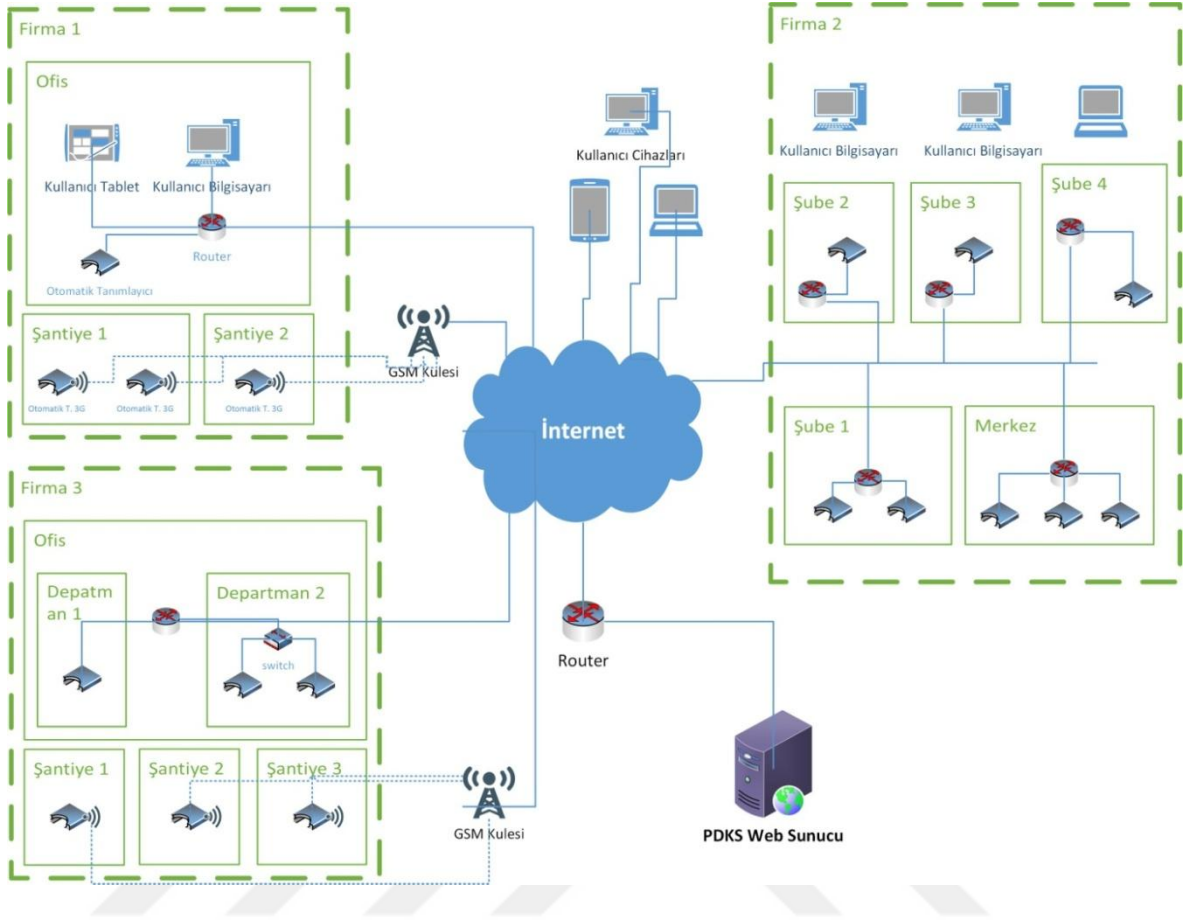 Firma 1
Ofis
Kullanıcı Tablet
Kullanıcı Bilgisayarı
Router
Otomatik Tanımlayıcı
Şantiye 1
Otomatik T. 3G
Otomatik T. 3G
Şantiye 2
Otomatik T. 3G
GSM Kulesi
Kullanıcı Cihazları
İnternet
Firma 2
Kullanıcı Bilgisayarı
Kullanıcı Bilgisayarı
Şube 2
Şube 3
Şube 4
Şube 1
Merkez
Firma 3
Ofis
Depatm
an 1
Departman 2
switch
Şantiye 1
Şantiye 2
Şantiye 3
GSM Kulesi
Router
PDKS Web Sunucu